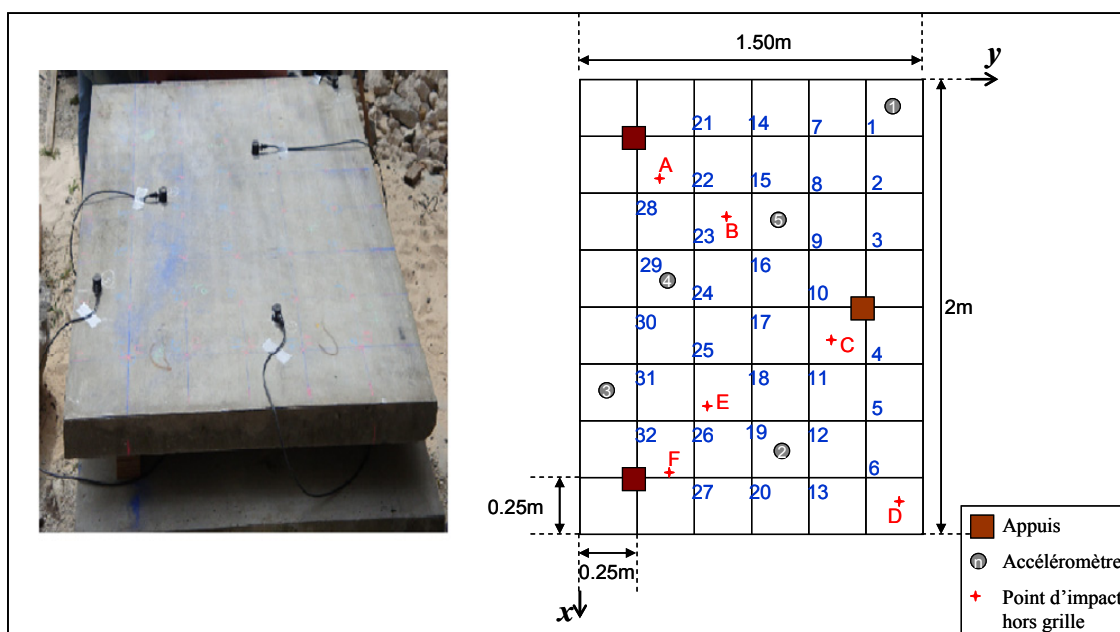 1.50m
y
1
21 14 7 1
A
22 15 8 2
28
B
5
23 9 3
29
4
16
24 10
2m
30 17
C
25 4
31 18 11
3
E
5
32 26 19 12
2
F
6
27 20 13
D
0.25m
0.25m
x
Appuis
n Accéléromètre
Point d'impact
hors grille